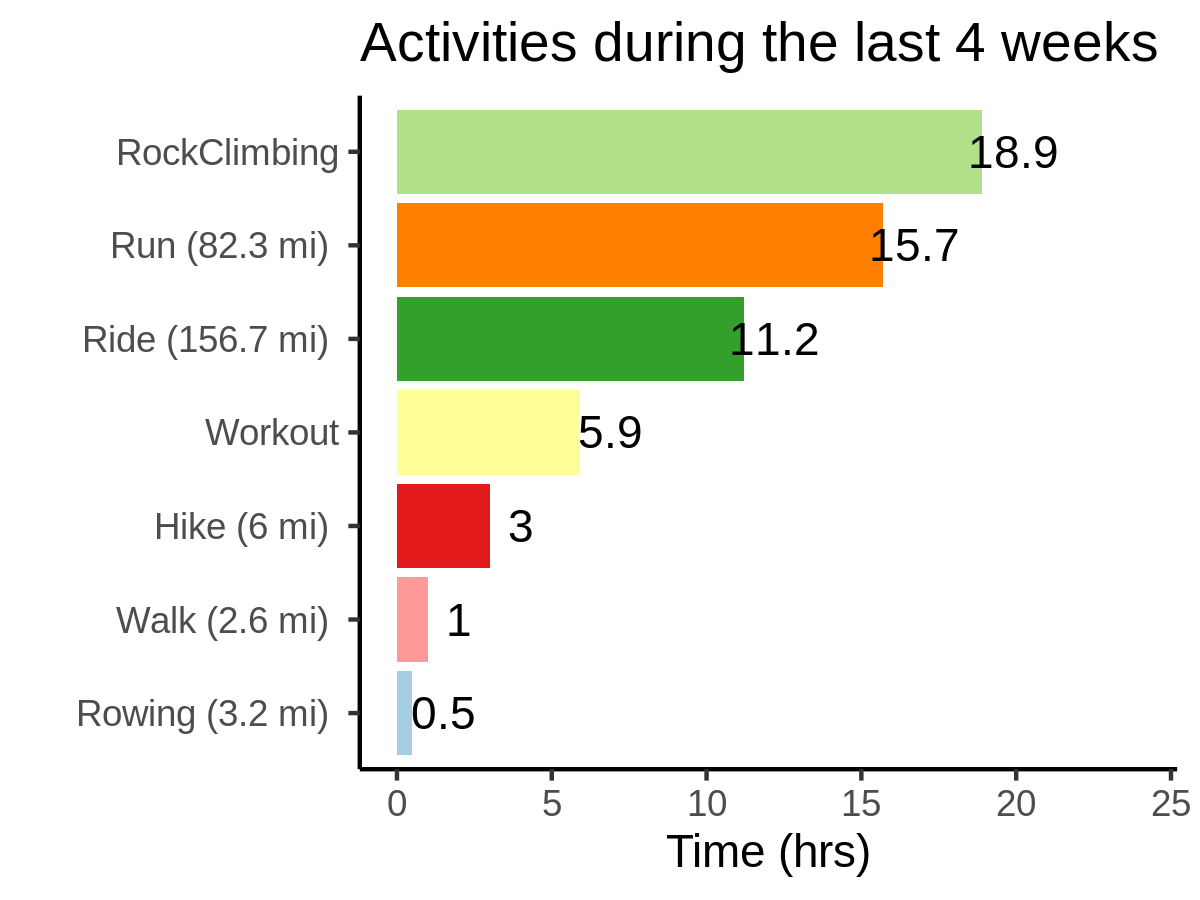 Activities during the last 4 weeks
RockClimbing 18.9
Run (82.3 mi) 15.7
Ride (156.7 mi) 11.2
Workout 5.9
Hike (6 mi) 3
Walk (2.6 mi) 1
Rowing (3.2 mi) 0.5
0 5 10 15 20 25
Time (hrs)